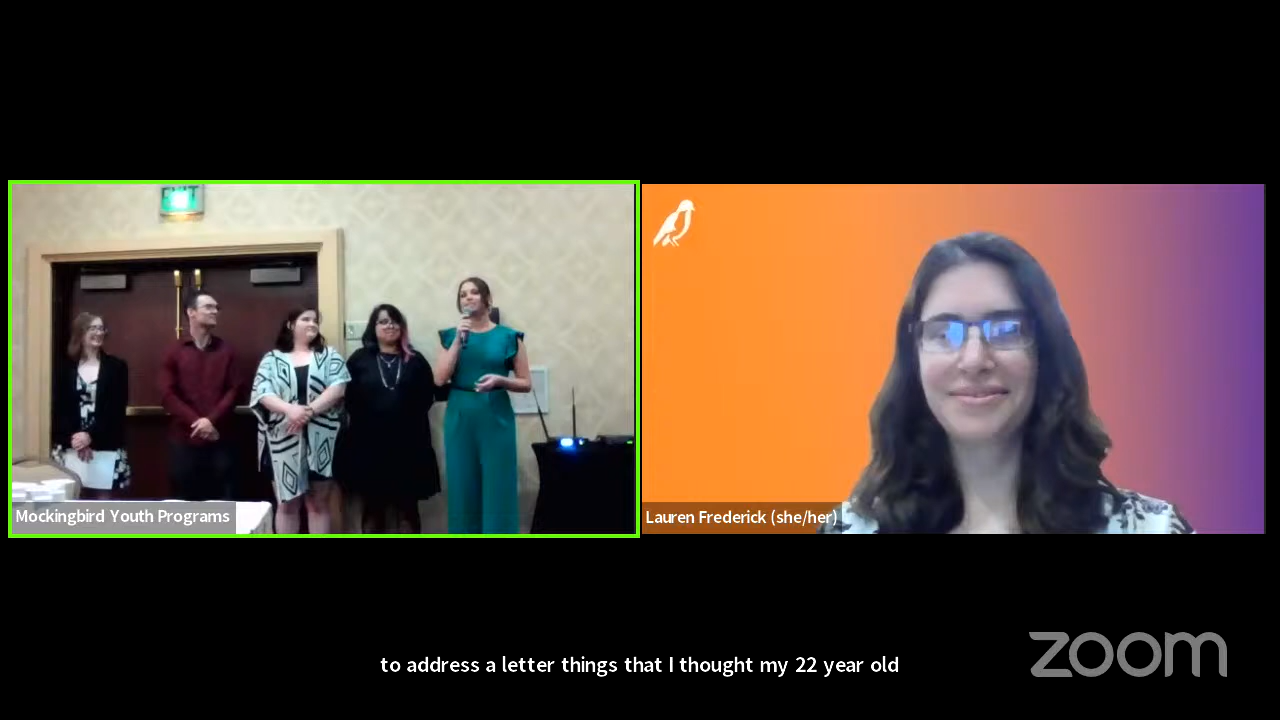 EXIT
Mockingbird Youth Programs
Lauren Frederick (she/her)
to address a letter things that I thought my 22 year old
zoom